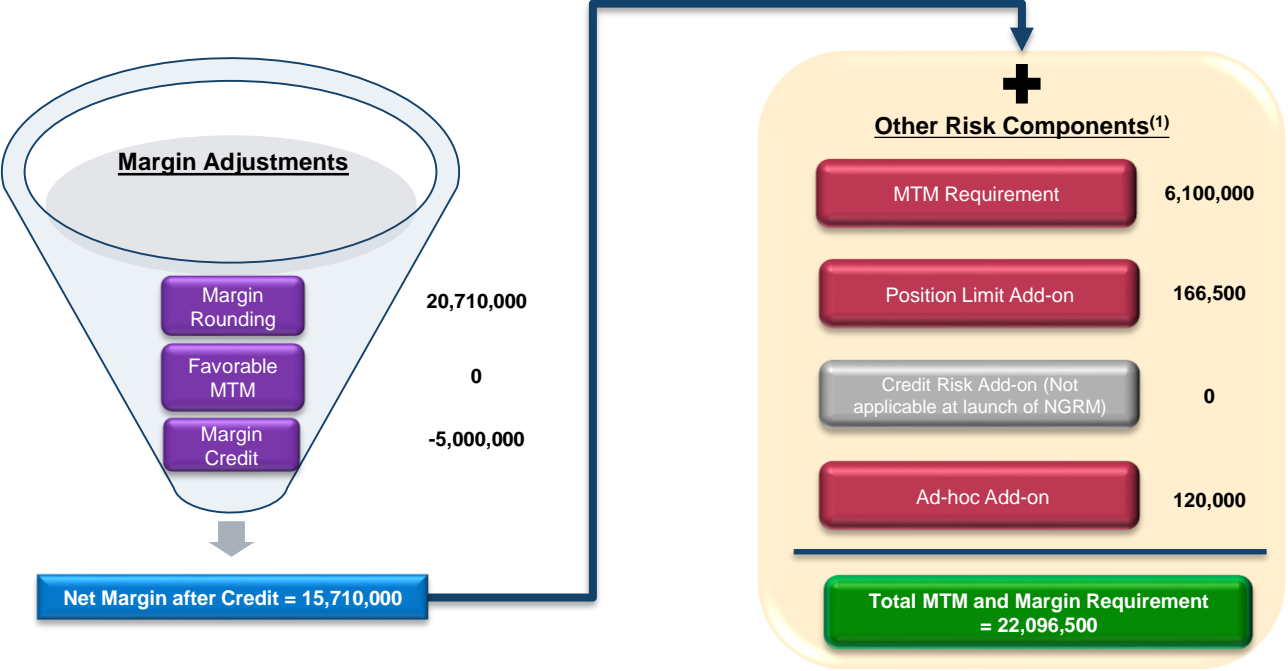 Margin Adjustments
Margin
Rounding
20,710,000
Favorable
MTM
0
Margin
Credit
-5,000,000
Net Margin after Credit = 15,710,000
Other Risk Components(1)
MTM Requirement
6,100,000
Position Limit Add-on
166,500
Credit Risk Add-on (Not
applicable at launch of NGRM)
0
Ad-hoc Add-on
120,000
Total MTM and Margin Requirement
= 22,096,500